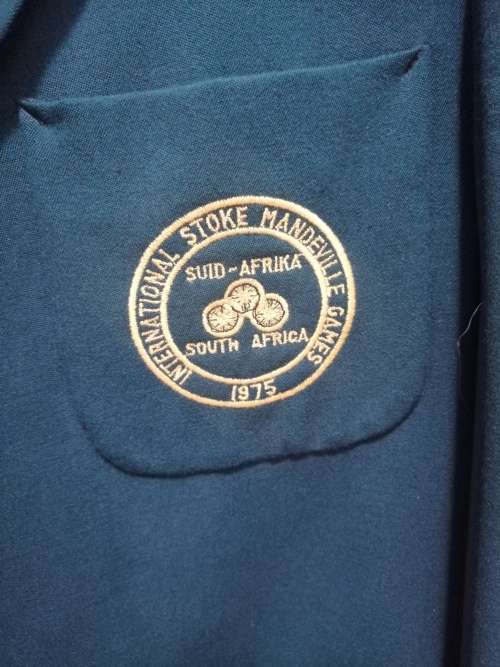 INTERNATIONAL STOKE MANDEVILLE GAMES
SUID-AFRIKA
SOUTH AFRICA
1975